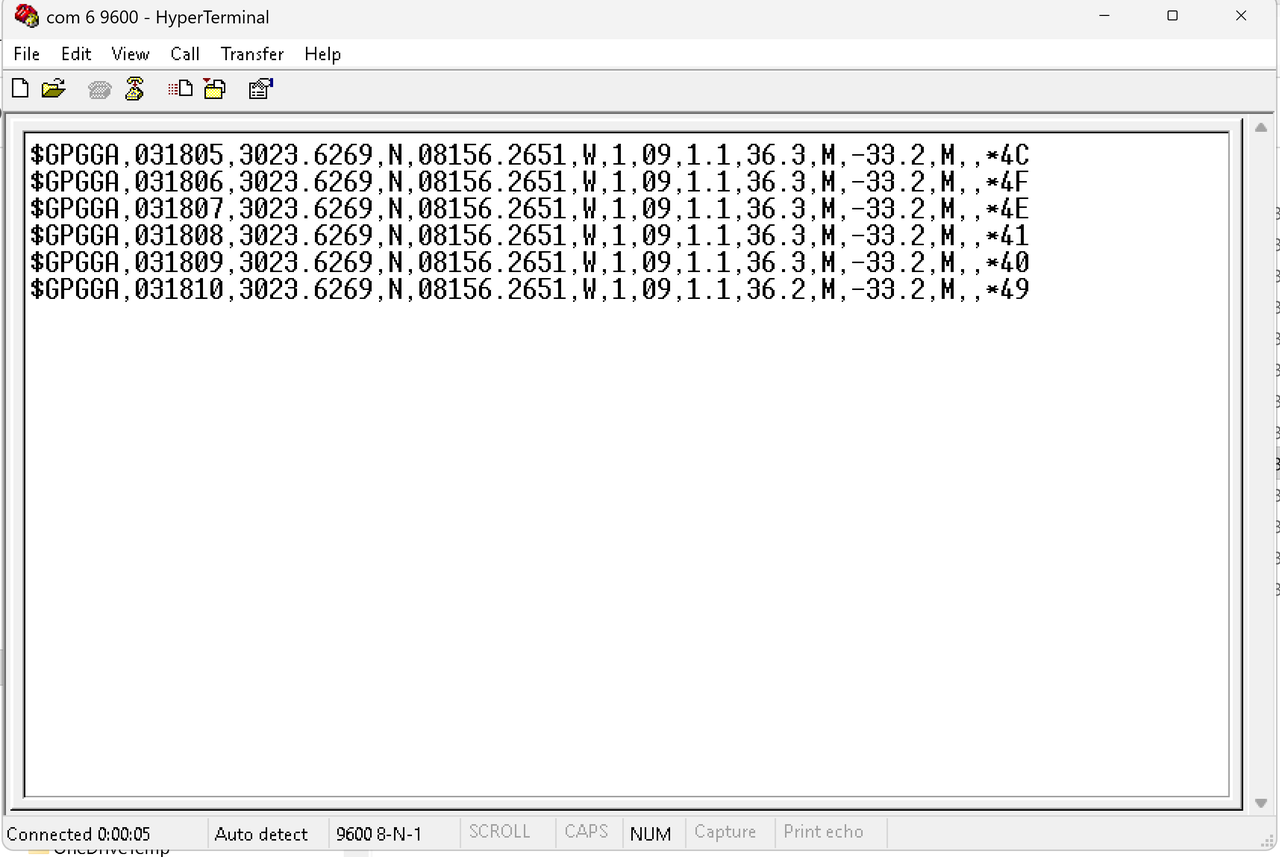 com 6 9600 - HyperTerminal
File Edit View Call Transfer Help
$GPGGA,031805,3023.6269,N,08156.2651,W,1,09,1.1,36.3,M,-33.2,M,,*4C
$GPGGA,031806,3023.6269,N,08156.2651,W,1,09,1.1,36.3,M,-33.2,M,,*4F
$GPGGA,031807,3023.6269,N,08156.2651,W,1,09,1.1,36.3,M,-33.2,M,,*4E
$GPGGA,031808,3023.6269,N,08156.2651,W,1,09,1.1,36.3,M,-33.2,M,,*41
$GPGGA,031809,3023.6269,N,08156.2651,W,1,09,1.1,36.3,M,-33.2,M,,*40
$GPGGA,031810,3023.6269,N,08156.2651,W,1,09,1.1,36.2,M,-33.2,M,,*49
Connected 0:00:05 Auto detect 9600 8-N-1 SCROLL CAPS NUM Capture Print echo
OneDriveTemp